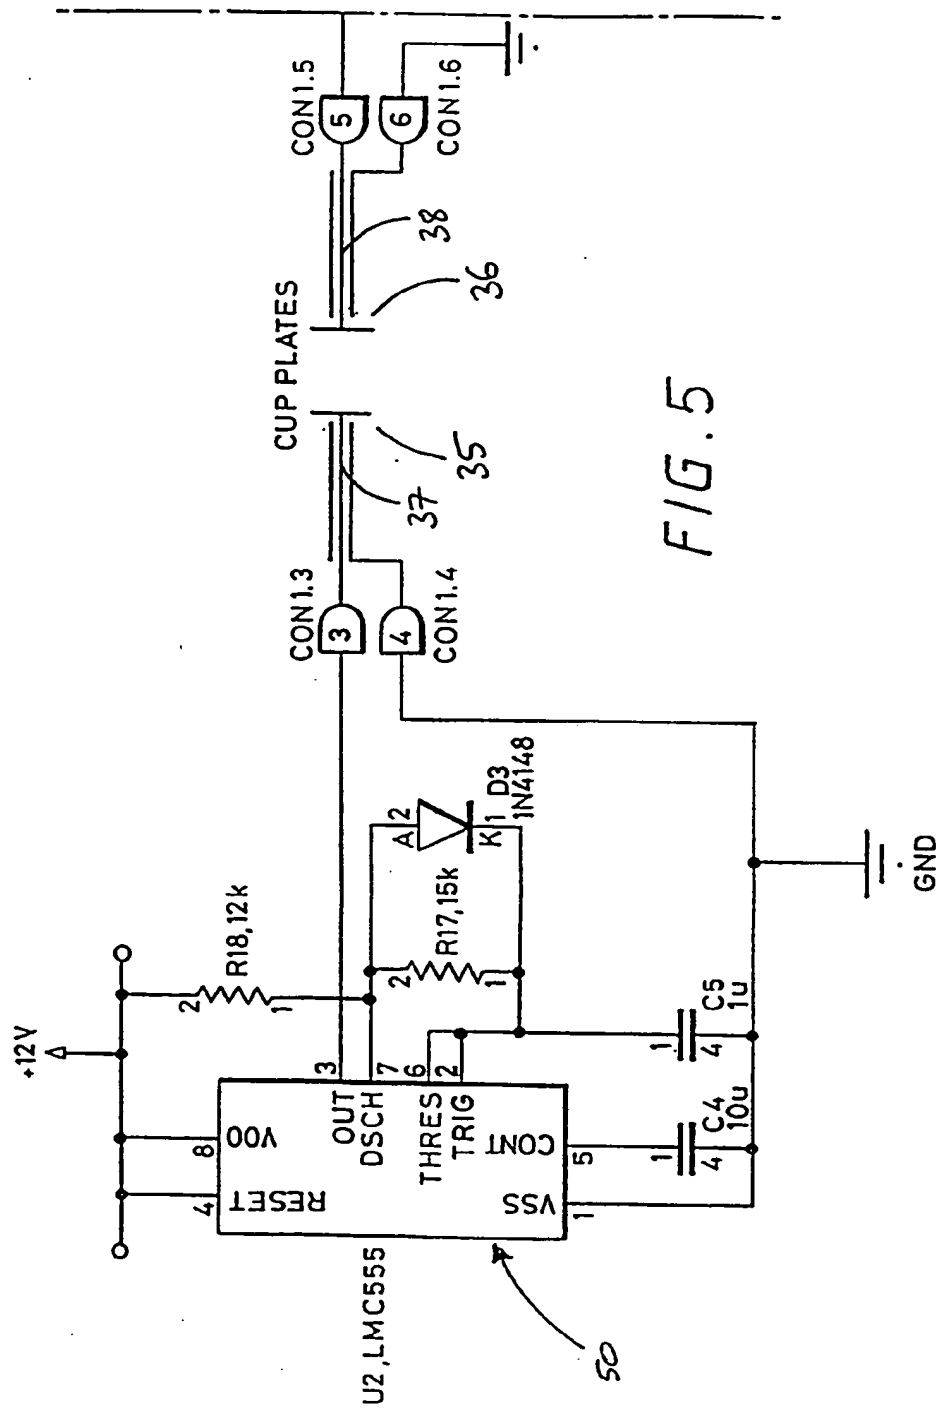 +12V
R18,12k
2
1
8
4
VOO
RESET
U2,LMC555
3
7
6
2
OUT
DSCH
THRES
TRIG
CONT
VSS
5
1
50
2
1
R17,15k
A
2
K
1
D3
1N4148
1
4
C4
10u
1
4
C5
1u
GND
CON1.3
3
4
CON1.4
37
35
CUP PLATES
36
38
CON1.5
5
6
CON1.6
FIG. 5